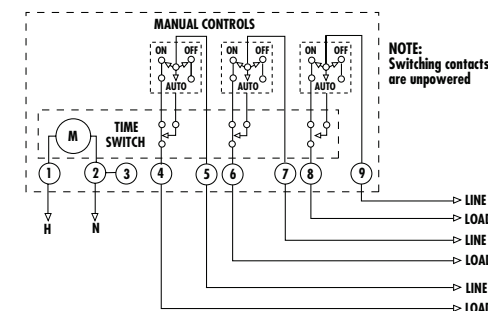 MANUAL CONTROLS
ON OFF ON OFF ON OFF
AUTO AUTO AUTO
NOTE:
Switching contacts
are unpowered
TIME
SWITCH
M
1 2 3 4 5 6 7 8 9
H N
LINE
LOAD
LINE
LOAD
LINE
LOAD